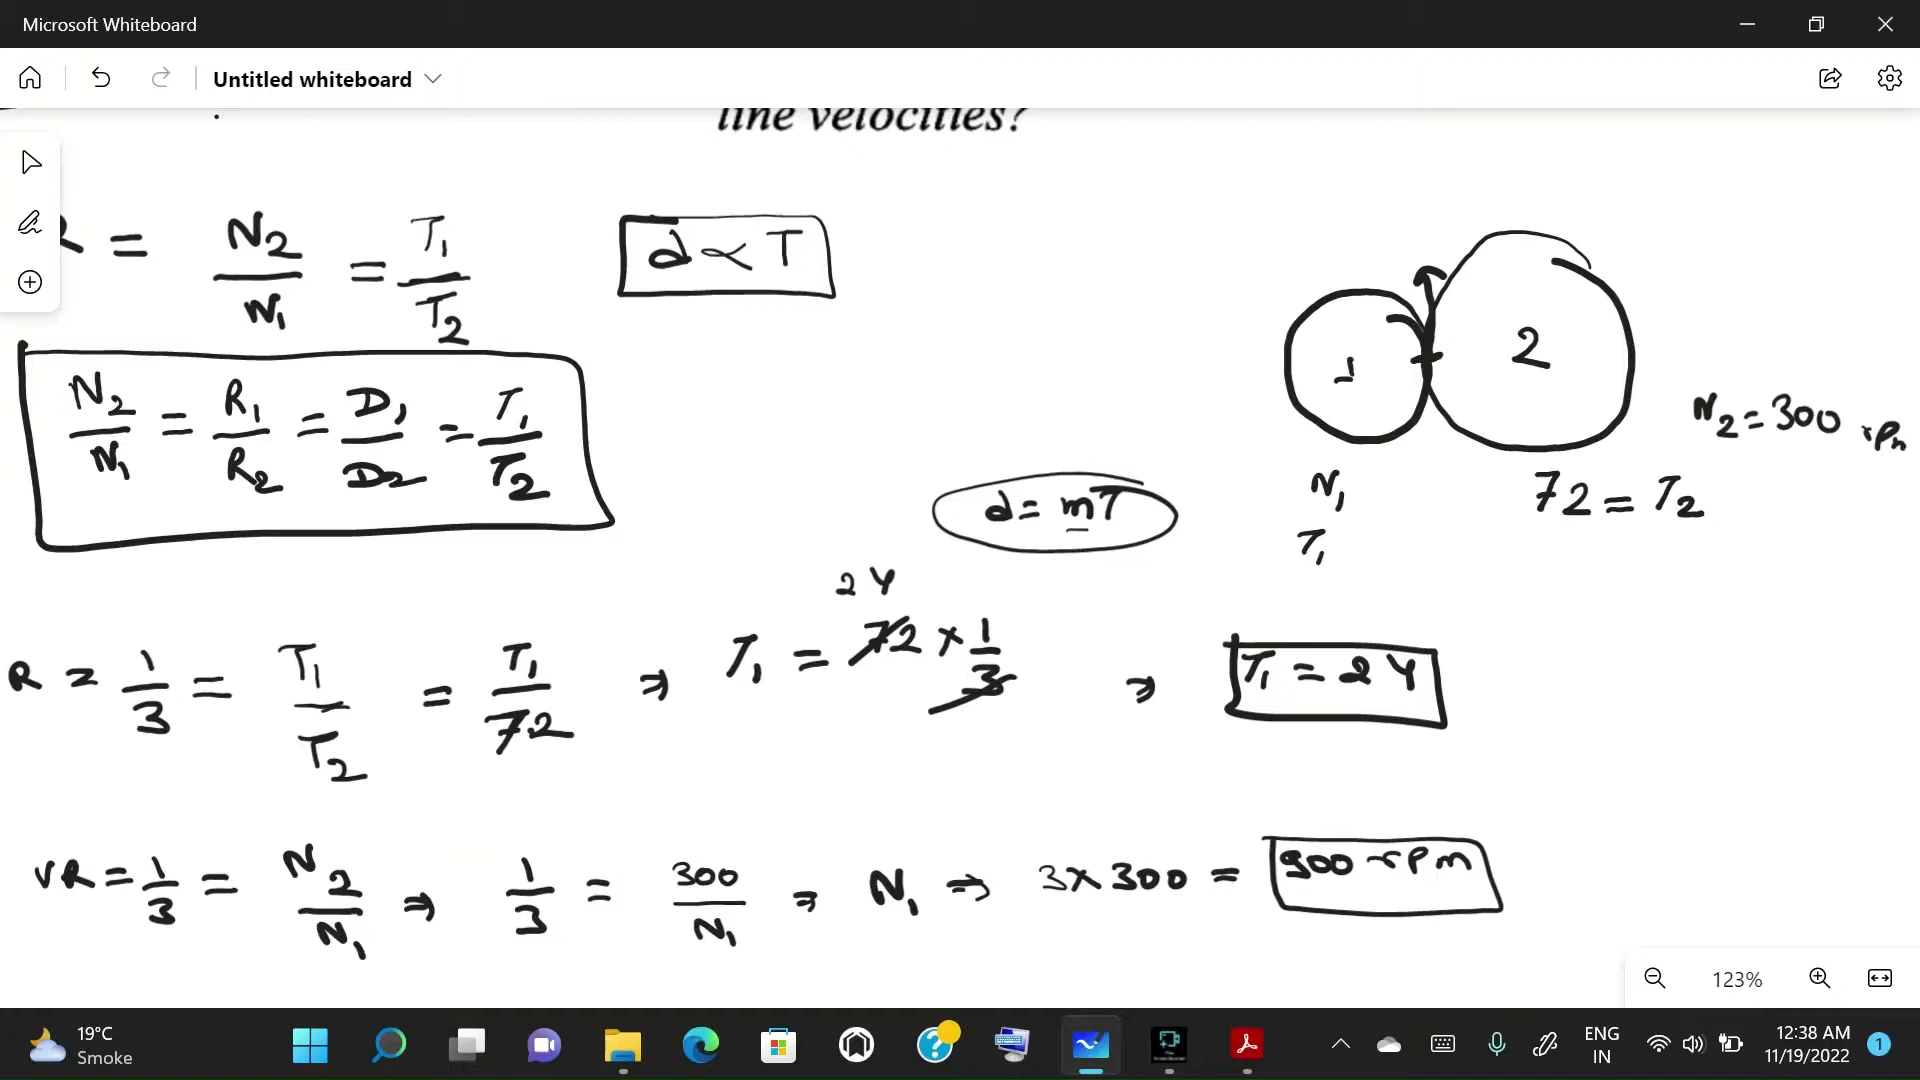 Microsoft Whiteboard
Untitled whiteboard
line velocities?
R = N2/N1 = T1/T2
d ∝ T
N2/N1 = R1/R2 = D1/D2 = T1/T2
d = mT
1
2
N2 = 300 rpm
N1
T1
72 = T2
R = 1/3 = T1/T2 = T1/72 ⇒ T1 = 72 × 1/3 ⇒ T1 = 24
24
VR = 1/3 = N2/N1 ⇒ 1/3 = 300/N1 ⇒ N1 ⇒ 3 × 300 = 900 rpm
123%
19°C
Smoke
ENG
IN
12:38 AM
11/19/2022
1